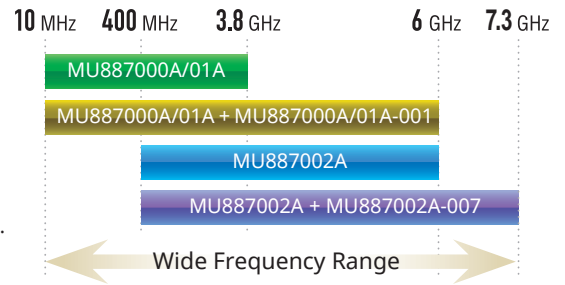 10 MHz 400 MHz 3.8 GHz 6 GHz 7.3 GHz
MU887000A/01A
MU887000A/01A + MU887000A/01A-001
MU887002A
MU887002A + MU887002A-007
.
Wide Frequency Range